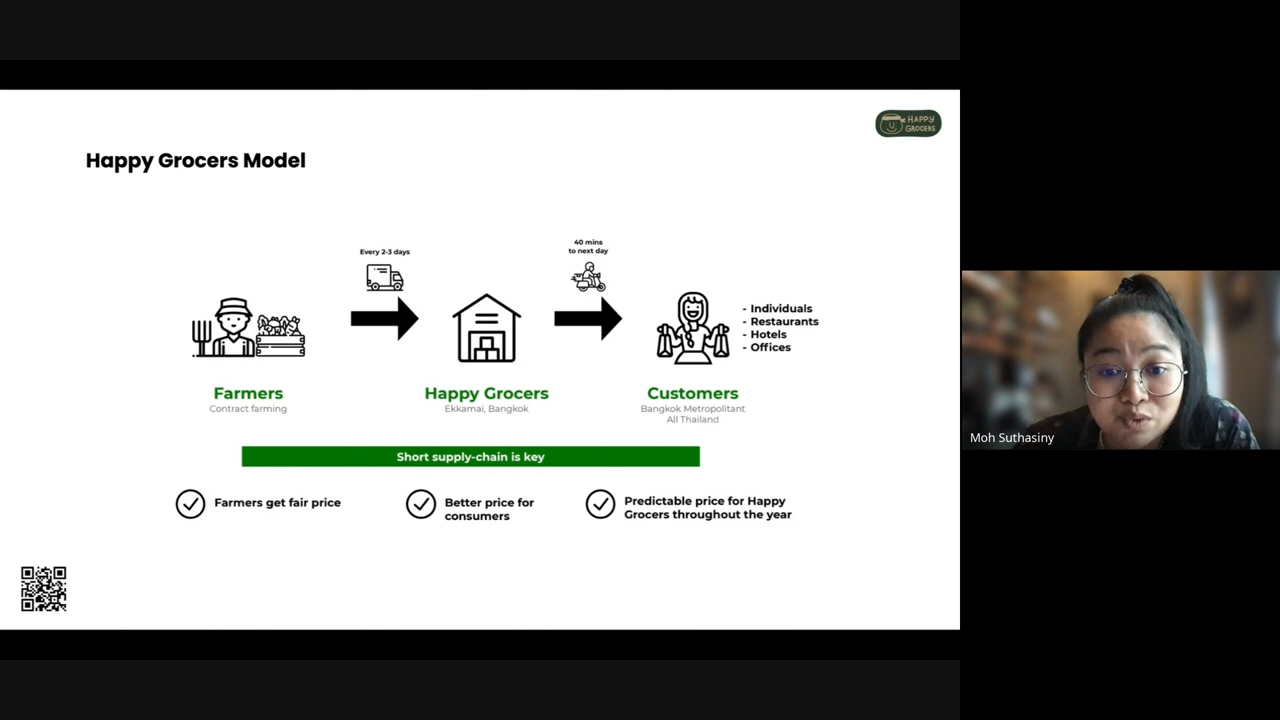 HAPPY
GROCERS
Happy Grocers Model
Every 2-3 days
40 mins
to next day
- Individuals
- Restaurants
- Hotels
- Offices
Farmers
Contract farming
Happy Grocers
Ekkamai, Bangkok
Customers
Bangkok Metropolitant
All Thailand
Short supply-chain is key
Farmers get fair price
Better price for
consumers
Predictable price for Happy
Grocers throughout the year
Moh Suthasiny